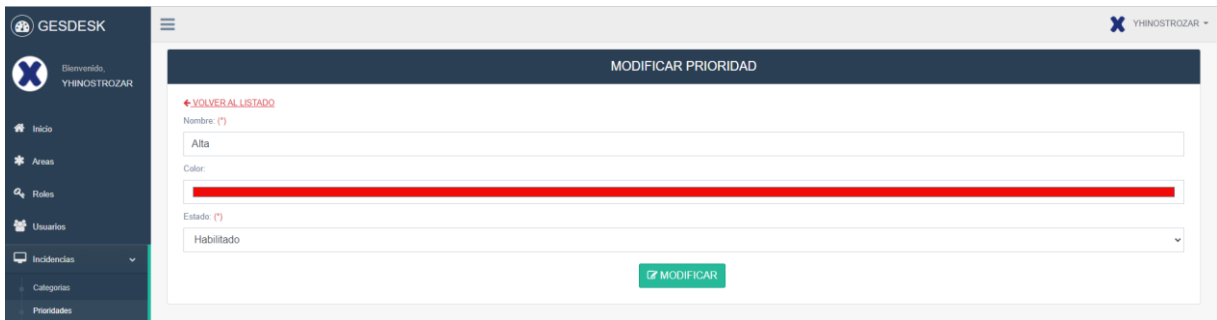 GESDESK
YHINOSTROZAR
Bienvenido,
YHINOSTROZAR
Inicio
Areas
Roles
Usuarios
Incidencias
Categorias
Prioridades
MODIFICAR PRIORIDAD
VOLVER AL LISTADO
Nombre: (*)
Alta
Color:
Estado: (*)
Habilitado
MODIFICAR